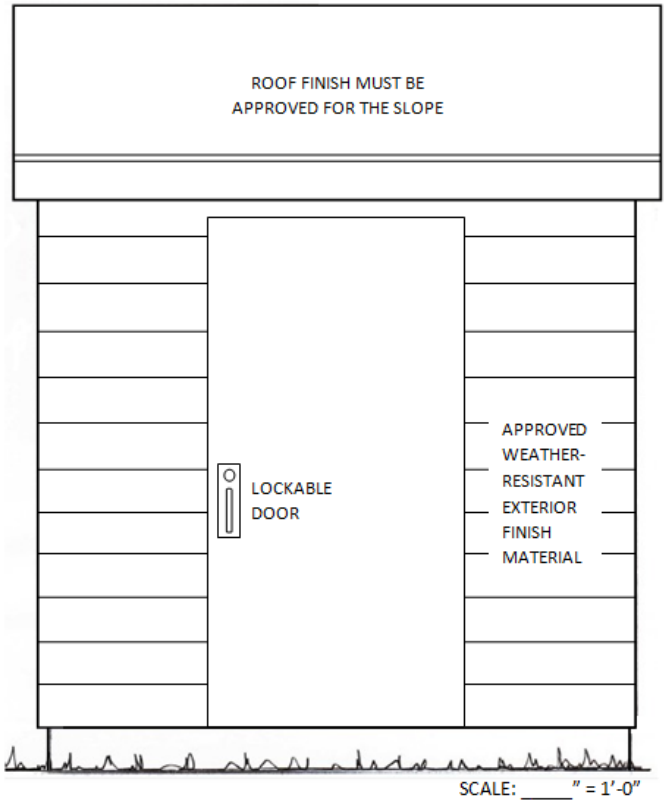 ROOF FINISH MUST BE
APPROVED FOR THE SLOPE
APPROVED
WEATHER-
RESISTANT
EXTERIOR
FINISH
MATERIAL
LOCKABLE
DOOR
SCALE: _____" = 1'-0"